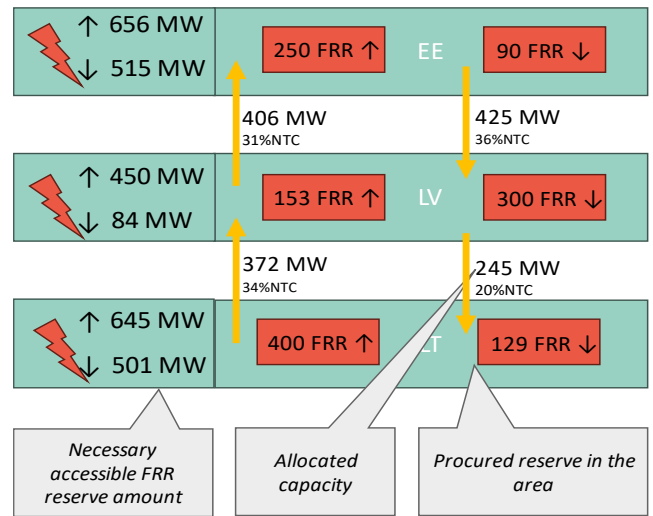 ↑ 656 MW
↓ 515 MW
250 FRR ↑
EE
90 FRR ↓
406 MW
31%NTC
425 MW
36%NTC
↑ 450 MW
↓ 84 MW
153 FRR ↑
LV
300 FRR ↓
372 MW
34%NTC
245 MW
20%NTC
↑ 645 MW
↓ 501 MW
400 FRR ↑
LT
129 FRR ↓
Necessary
accessible FRR
reserve amount
Allocated
capacity
Procured reserve in the
area